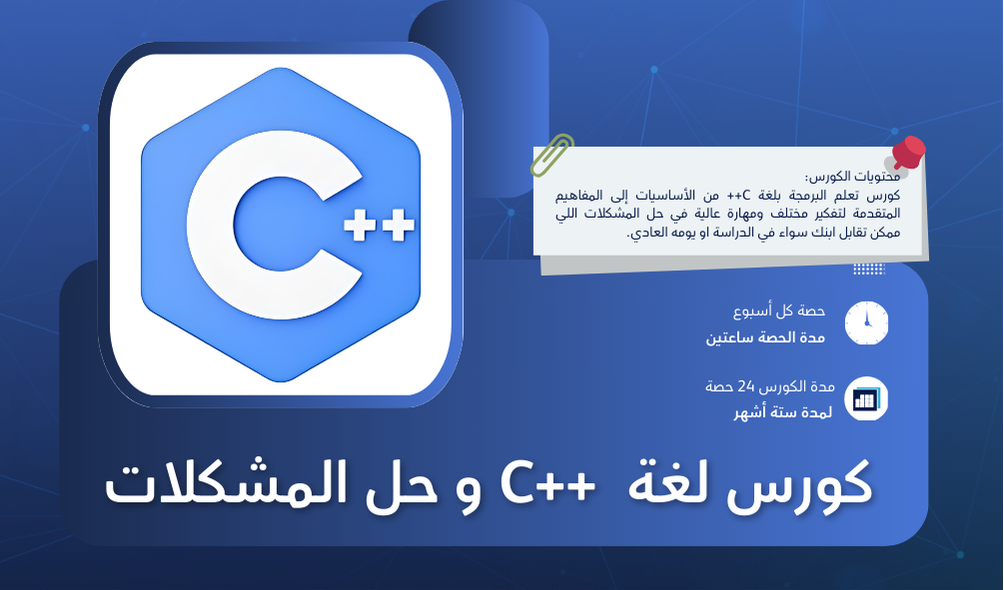 C++
محتويات الكورس:
كورس تعلم البرمجة بلغة C++ من الأساسيات إلى المفاهيم
المتقدمة لتفكير مختلف ومهارة عالية في حل المشكلات اللي
ممكن تقابل ابنك سواء في الدراسة او يومه العادي.
حصة كل أسبوع
مدة الحصة ساعتين
مدة الكورس 24 حصة
لمدة ستة أشهر
كورس لغة C++ و حل المشكلات